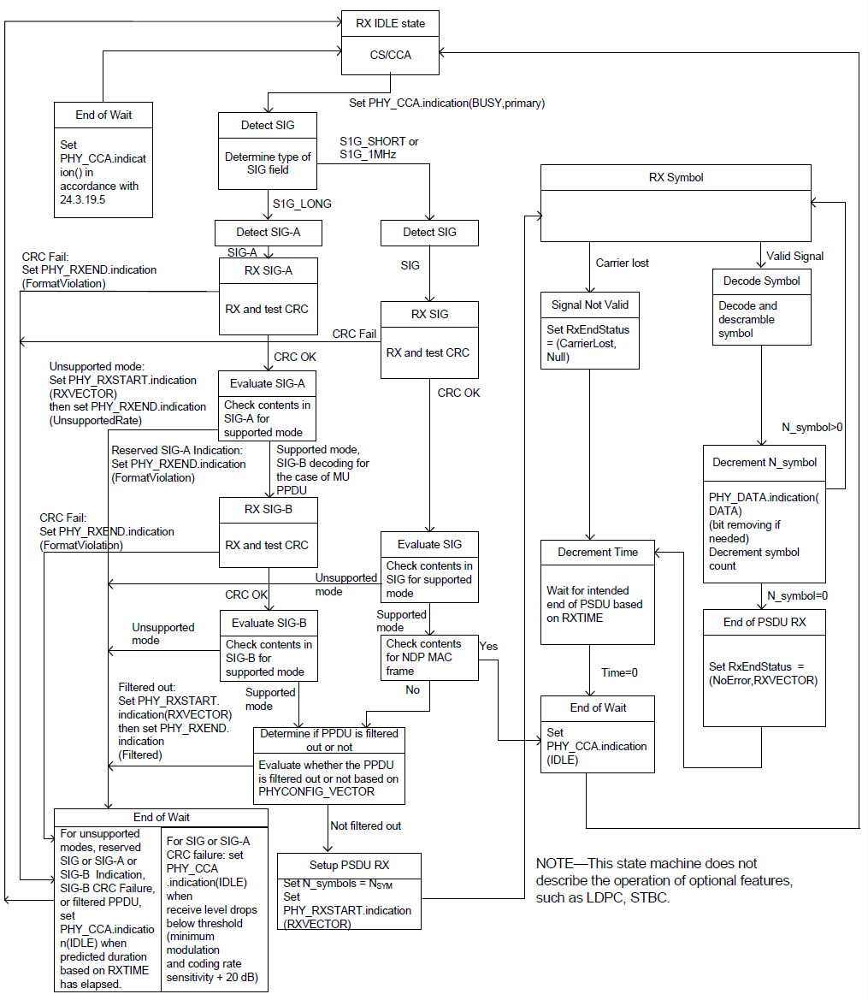 RX IDLE state
CS/CCA
Set PHY_CCA.indication(BUSY,primary)
End of Wait
Set
PHY_CCA.indicat
ion() in
accordance with
24.3.19.5
Detect SIG
Determine type of
SIG field
S1G_SHORT or
S1G_1MHz
S1G_LONG
Detect SIG-A
SIG-A
Detect SIG
SIG
CRC Fail:
Set PHY_RXEND.indication
(FormatViolation)
RX SIG-A
RX and test CRC
CRC Fail
RX SIG
RX and test CRC
CRC OK
CRC OK
Unsupported mode:
Set PHY_RXSTART.indication
(RXVECTOR)
then set PHY_RXEND.indication
(UnsupportedRate)
Evaluate SIG-A
Check contents in
SIG-A for
supported mode
Reserved SIG-A Indication:
Set PHY_RXEND.indication
(FormatViolation)
Supported mode,
SIG-B decoding for
the case of MU
PPDU
CRC Fail:
Set PHY_RXEND.indication
(FormatViolation)
RX SIG-B
RX and test CRC
CRC OK
Evaluate SIG
Check contents in
SIG for supported
mode
Unsupported
mode
Supported
mode
Unsupported
mode
Evaluate SIG-B
Check contents in
SIG-B for
supported mode
Supported
mode
Check contents
for NDP MAC
frame
Yes
No
Filtered out:
Set PHY_RXSTART.
indication(RXVECTOR)
then set PHY_RXEND.
indication
(Filtered)
Determine if PPDU is filtered
out or not
Evaluate whether the PPDU
is filtered out or not based on
PHYCONFIG_VECTOR
Not filtered out
Setup PSDU RX
Set N_symbols = NSYM
Set
PHY_RXSTART.indication
(RXVECTOR)
End of Wait
For unsupported
modes, reserved
SIG or SIG-A or
SIG-B Indication,
SIG-B CRC Failure,
or filtered PPDU,
set
PHY_CCA.indicatio
n(IDLE) when
predicted duration
based on RXTIME
has elapsed.
For SIG or SIG-A
CRC failure: set
PHY_CCA
.indication(IDLE)
when
receive level drops
below threshold
(minimum
modulation
and coding rate
sensitivity + 20 dB)
RX Symbol
Carrier lost
Valid Signal
Signal Not Valid
Set RxEndStatus
= (CarrierLost,
Null)
Decode Symbol
Decode and
descramble
symbol
N_symbol>0
Decrement N_symbol
PHY_DATA.indication(
DATA)
(bit removing if
needed)
Decrement symbol
count
N_symbol=0
Decrement Time
Wait for intended
end of PSDU based
on RXTIME
Time=0
End of PSDU RX
Set RxEndStatus =
(NoError,RXVECTOR)
End of Wait
Set
PHY_CCA.indication
(IDLE)
NOTE—This state machine does not
describe the operation of optional features,
such as LDPC, STBC.